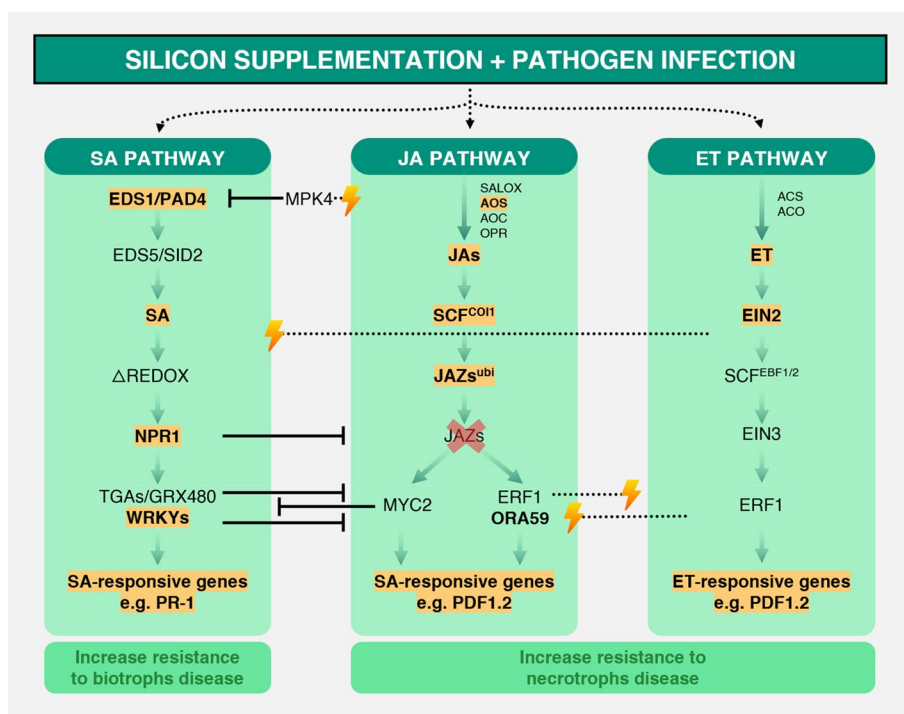 SILICON SUPPLEMENTATION + PATHOGEN INFECTION
SA PATHWAY
EDS1/PAD4
MPK4
EDS5/SID2
SA
△REDOX
NPR1
TGAs/GRX480
WRKYs
SA-responsive genes
e.g. PR-1
Increase resistance
to biotrophs disease
JA PATHWAY
SALOX
AOS
AOC
OPR
JAs
SCFCOI1
JAZsubi
JAZs
MYC2
ERF1
ORA59
SA-responsive genes
e.g. PDF1.2
ET PATHWAY
ACS
ACO
ET
EIN2
SCFEBF1/2
EIN3
ERF1
ET-responsive genes
e.g. PDF1.2
Increase resistance to
necrotrophs disease